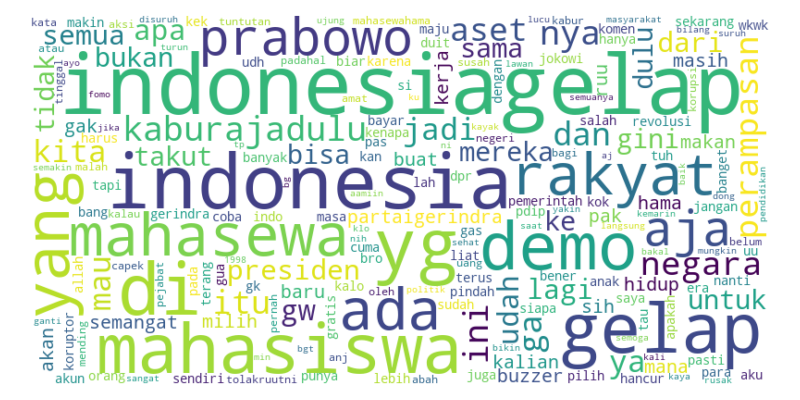 kata makin aksi disuruh tuntutan ujung mahasewahama maju lucu kabur masyarakat bilang suruh
semua apa kek prabowo aset nya komen dari sekarang wkwk
atau ayo turun bukan udh padahal biar karena duit susah sama dengan lawan jokowi hanya dulu masih
tidak tinggal fomo indonesiagelap kerja ruu korupsi
si amat ku semuanya
gak jika kaburajadulu bayar kenapa jadi kayak negeri salah dan revolusi gini makan
harus kita semakin malah takut tp banyak bisa pas kan buat mereka ni bagi aj tuh banget baik perampasan
yang tapi bg indonesia lah dpr rakyat dong pendidikan
bang kalau gerindra coba indo aamiin masa partaigerindra pemerintah kok hama jangan kemarin
mahasewa klo nih cuma yg pdip ke yakin pak aja belum
gas saat langsung uu
allah mau capek pejabat 1998 terang bro liat sehat demo bener bakal negara mungkin
di pada gua presiden uang terus udah anak hidup era nanti
akan koruptor itu gk baru kalo oleh politik sudah pindah lagi saya untuk
semangat milih pernah gratis gw ada ini siapa sih tau apakan
ganti mending mahasiswa ga kalian bikin gelap ya semoga mana kali pasti
akun orang sangat sendiri bgt tolakruutni min anj punya lebih abah juga buzzer pilih hancur kaya para rusak aku